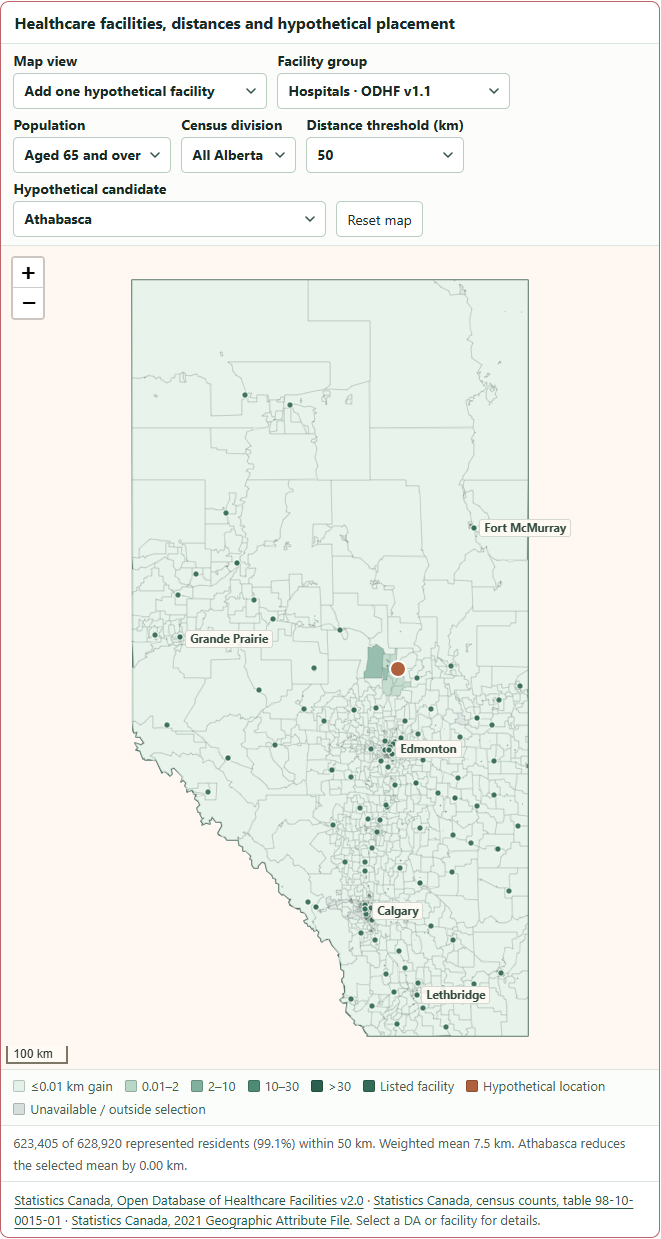 Healthcare facilities, distances and hypothetical placement
Map view
Facility group
Add one hypothetical facility
Hospitals · ODHF v1.1
Population
Census division
Distance threshold (km)
Aged 65 and over
All Alberta
50
Hypothetical candidate
Athabasca
Reset map
+
−
Fort McMurray
Grande Prairie
Edmonton
Calgary
Lethbridge
100 km
≤0.01 km gain
0.01–2
2–10
10–30
>30
Listed facility
Hypothetical location
Unavailable / outside selection
623,405 of 628,920 represented residents (99.1%) within 50 km. Weighted mean 7.5 km. Athabasca reduces
the selected mean by 0.00 km.
Statistics Canada, Open Database of Healthcare Facilities v2.0 · Statistics Canada, census counts, table 98-10-
0015-01 · Statistics Canada, 2021 Geographic Attribute File. Select a DA or facility for details.